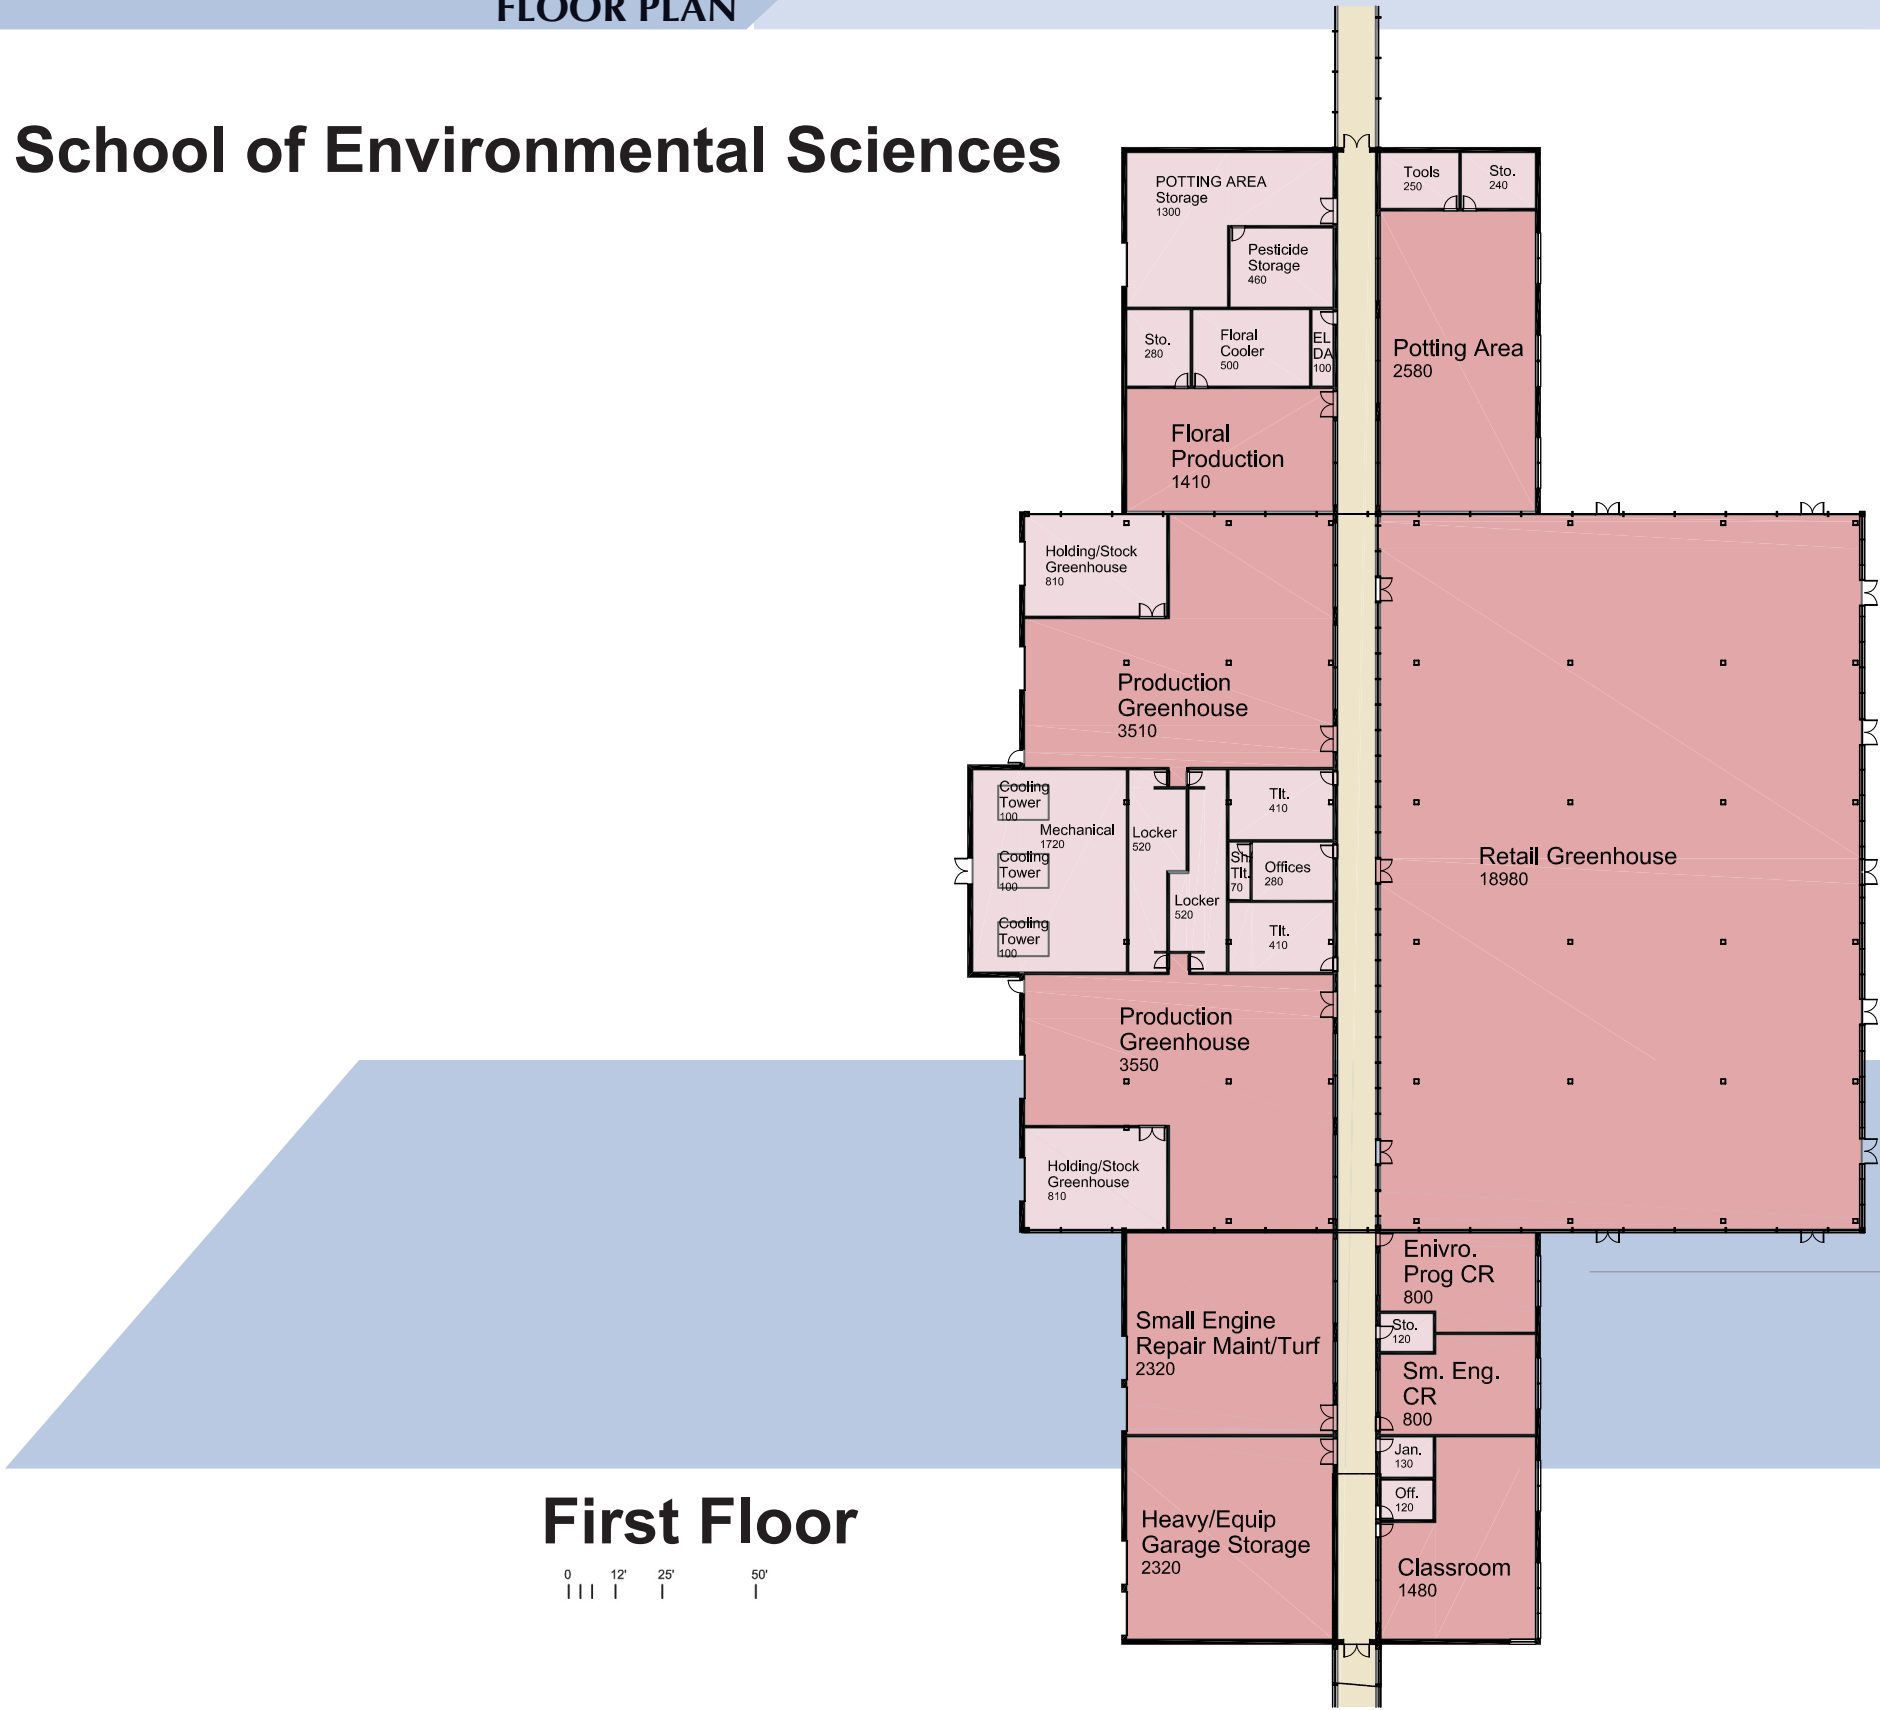 FLOOR PLAN
School of Environmental Sciences
POTTING AREA
Storage
1300
Tools
250
Sto.
240
Pesticide
Storage
460
Sto.
280
Floral
Cooler
500
EL
DA
100
Potting Area
2580
Floral
Production
1410
Holding/Stock
Greenhouse
810
Production
Greenhouse
3510
Cooling
Tower
100
Mechanical
1720
Cooling
Tower
100
Cooling
Tower
100
Locker
520
Locker
520
Tlt.
410
Sh
Tlt.
70
Offices
280
Tlt.
410
Retail Greenhouse
18980
Production
Greenhouse
3550
Holding/Stock
Greenhouse
810
Small Engine
Repair Maint/Turf
2320
Enivro.
Prog CR
800
Sto.
120
Sm. Eng.
CR
800
Jan.
130
Off.
120
Heavy/Equip
Garage Storage
2320
Classroom
1480
First Floor
0 12' 25' 50'